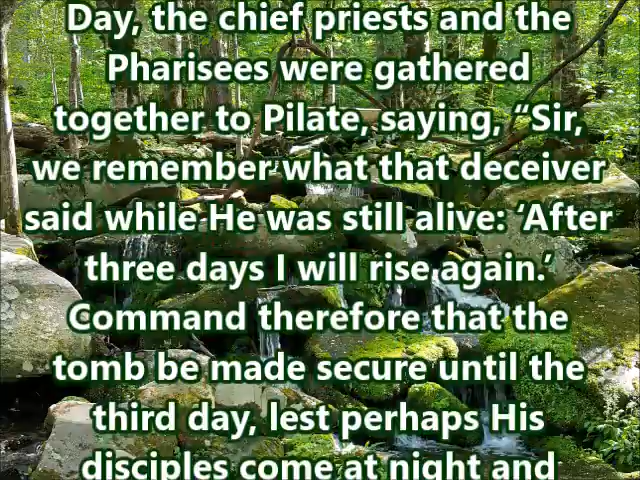 Day, the chief priests and the
Pharisees were gathered
together to Pilate, saying, “Sir,
we remember what that deceiver
said while He was still alive: ‘After
three days I will rise again.’
Command therefore that the
tomb be made secure until the
third day, lest perhaps His
disciples come at night and